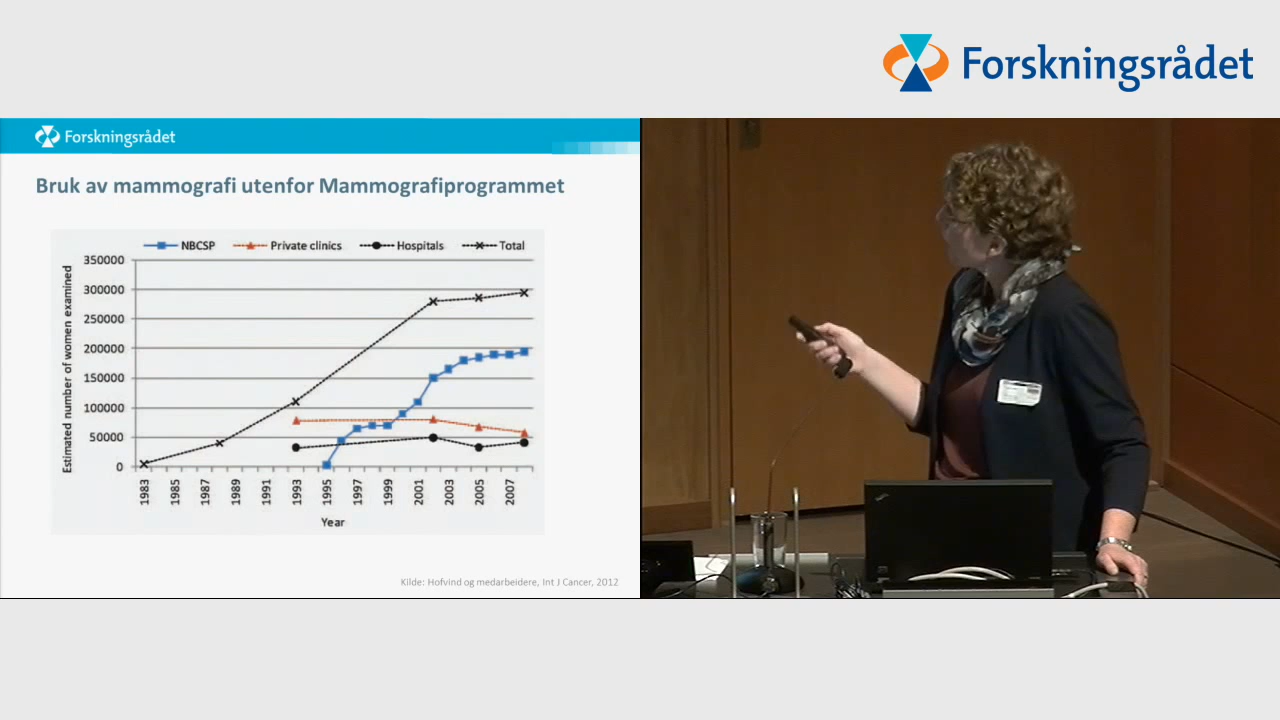 Forskningsrådet
Forskningsrådet
Bruk av mammografi utenfor Mammografiprogrammet
NBCSP Private clinics Hospitals Total
Estimated number of women examined
350000
300000
250000
200000
150000
100000
50000
0
1983 1985 1987 1989 1991 1993 1995 1997 1999 2001 2003 2005 2007
Year
Kilde: Hofvind og medarbeidere, Int J Cancer, 2012